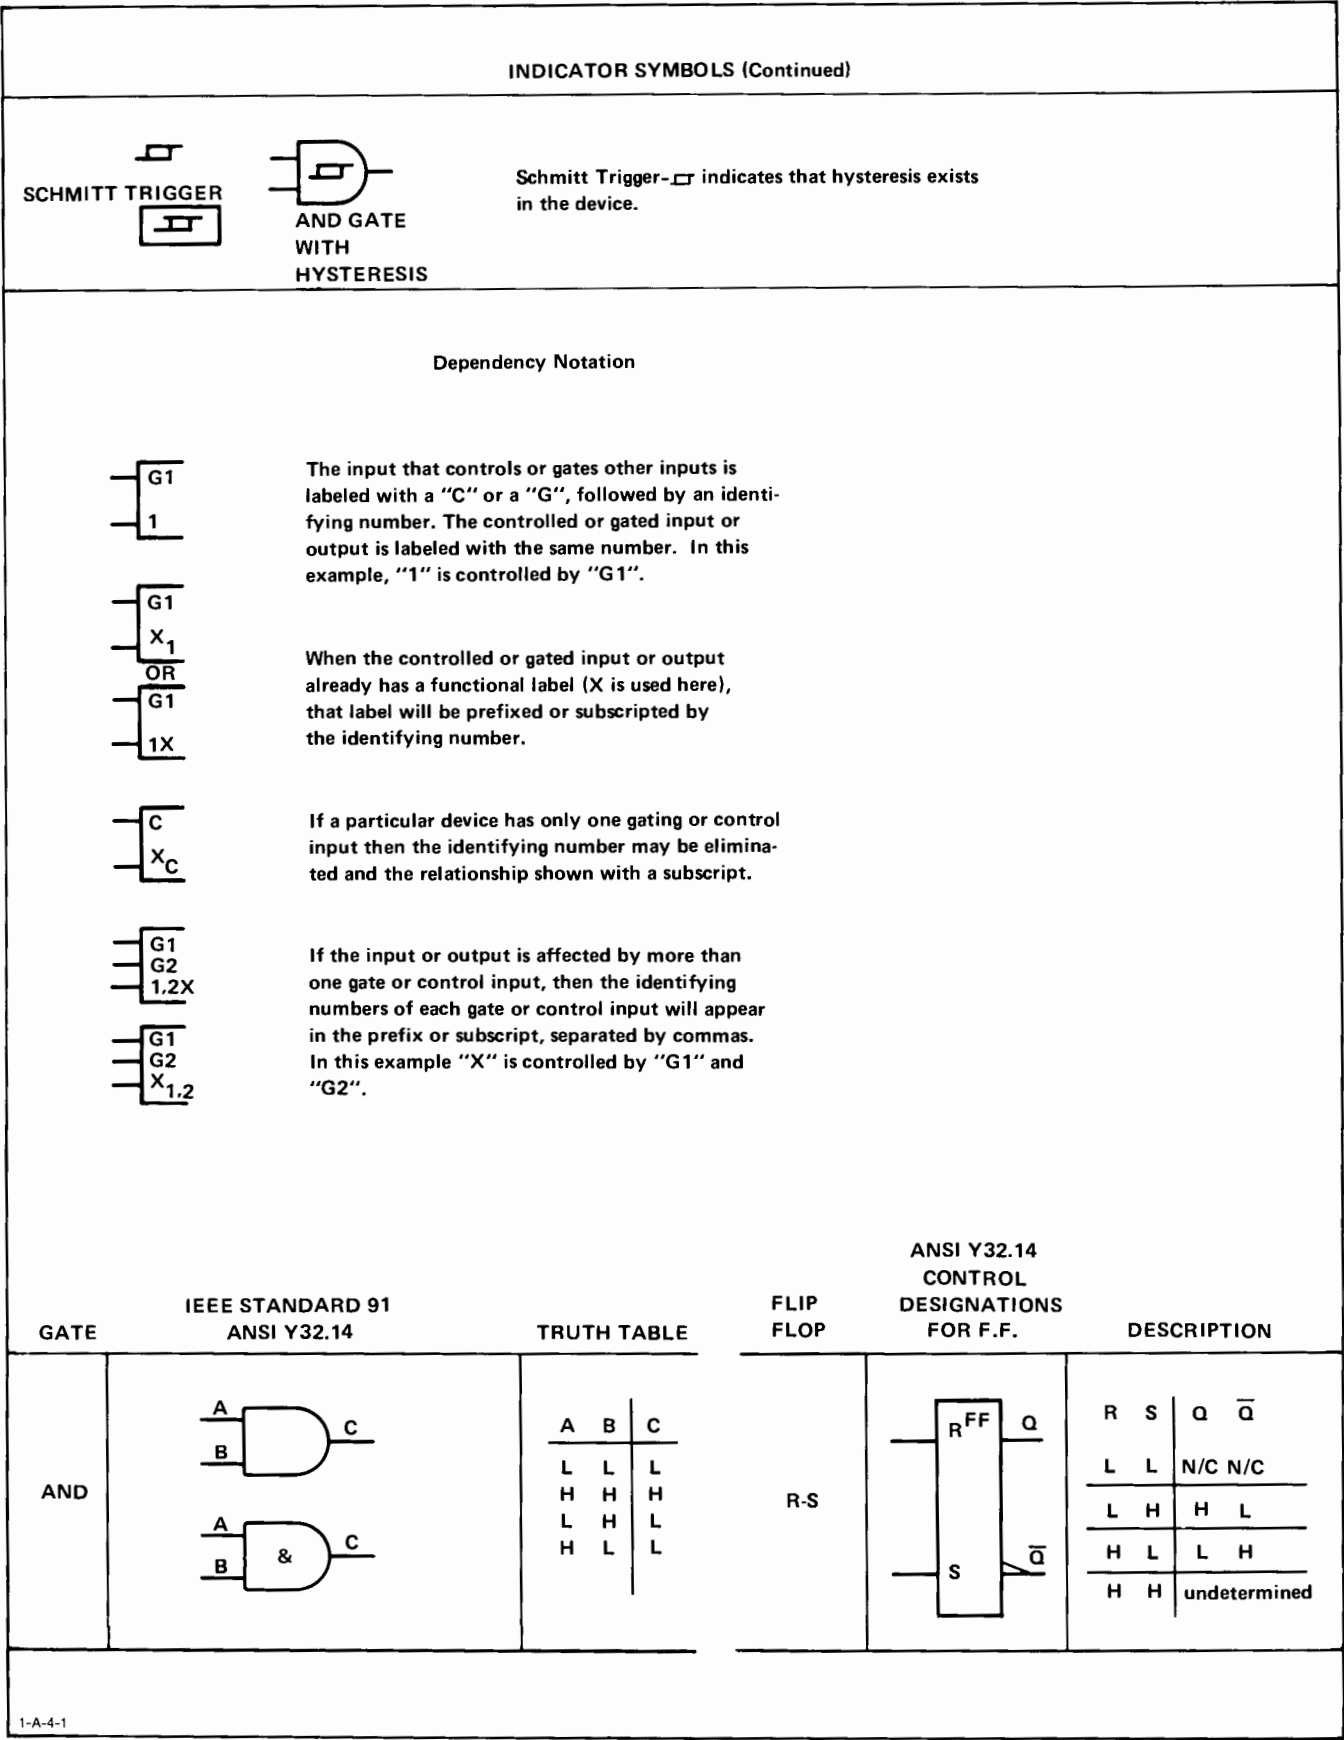 INDICATOR SYMBOLS (Continued)
SCHMITT TRIGGER
AND GATE
WITH
HYSTERESIS
Schmitt Trigger- indicates that hysteresis exists
in the device.
Dependency Notation
G1
1
The input that controls or gates other inputs is
labeled with a "C" or a "G", followed by an identi-
fying number. The controlled or gated input or
output is labeled with the same number. In this
example, "1" is controlled by "G1".
G1
X1
OR
G1
1X
When the controlled or gated input or output
already has a functional label (X is used here),
that label will be prefixed or subscripted by
the identifying number.
C
XC
If a particular device has only one gating or control
input then the identifying number may be elimina-
ted and the relationship shown with a subscript.
G1
G2
1,2X
G1
G2
X1,2
If the input or output is affected by more than
one gate or control input, then the identifying
numbers of each gate or control input will appear
in the prefix or subscript, separated by commas.
In this example "X" is controlled by "G1" and
"G2".
GATE
IEEE STANDARD 91
ANSI Y32.14
TRUTH TABLE
AND
A
B
C
A
B
&
C
A B C
L L L
H H H
L H L
H L L
FLIP
FLOP
ANSI Y32.14
CONTROL
DESIGNATIONS
FOR F.F.
DESCRIPTION
R-S
R FF Q
S Q̅
R S Q Q̅
L L N/C N/C
L H H L
H L L H
H H undetermined
1-A-4-1